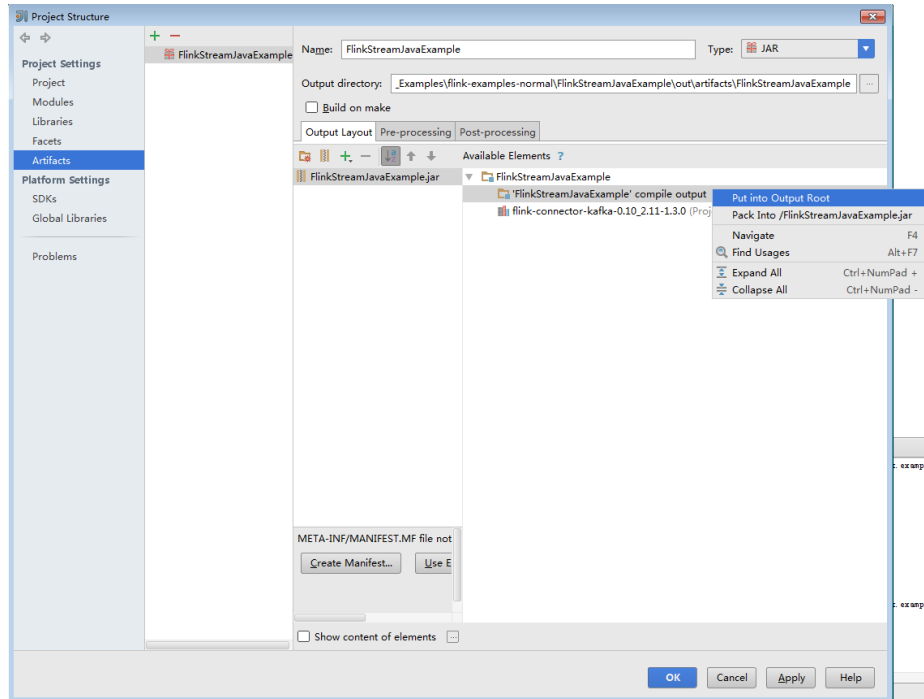 Project Structure
Project Settings
Project
Modules
Libraries
Facets
Artifacts
Platform Settings
SDKs
Global Libraries
Problems
FlinkStreamJavaExample
Name: FlinkStreamJavaExample
Type: JAR
Output directory: _Examples\flink-examples-normal\FlinkStreamJavaExample\out\artifacts\FlinkStreamJavaExample ...
Build on make
Output Layout Pre-processing Post-processing
Available Elements ?
FlinkStreamJavaExample.jar
FlinkStreamJavaExample
'FlinkStreamJavaExample' compile output
flink-connector-kafka-0.10_2.11-1.3.0 (Proj
Put into Output Root
Pack Into /FlinkStreamJavaExample.jar
Navigate F4
Find Usages Alt+F7
Expand All Ctrl+NumPad +
Collapse All Ctrl+NumPad -
META-INF/MANIFEST.MF file not
Create Manifest... Use E
Show content of elements ...
OK Cancel Apply Help
. examp
. examp